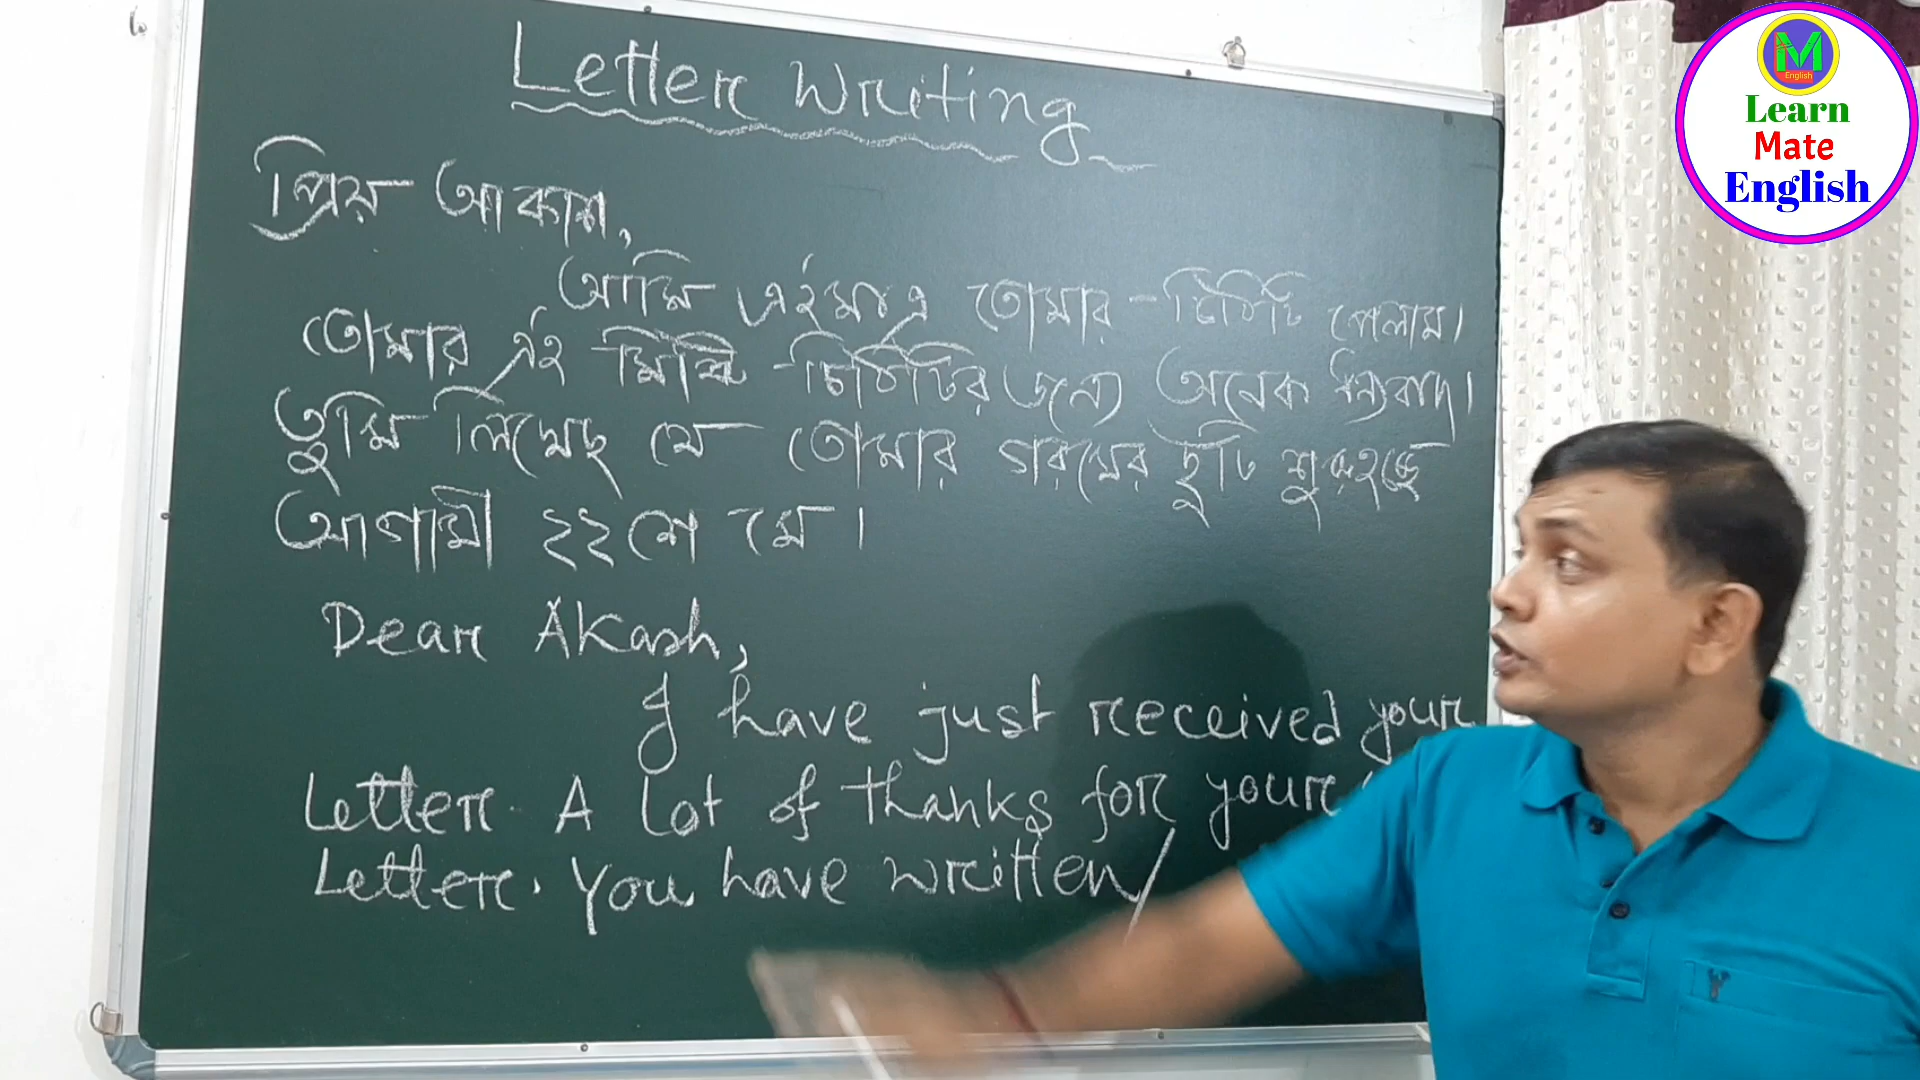 Letter Writing
প্রিয় আকাশ,
আমি এইমাত্র তোমার চিঠিটি পেলাম।
তোমার এই মিষ্টি চিঠিটির জন্যে অনেক ধন্যবাদ।
তুমি লিখেছ যে তোমার গরমের ছুটি শুরু হচ্ছে
আগামী ২২শে মে।
Dear Akash,
I have just received your
Letter. A lot of thanks for your
Letter. You have written/
M
English
Learn
Mate
English